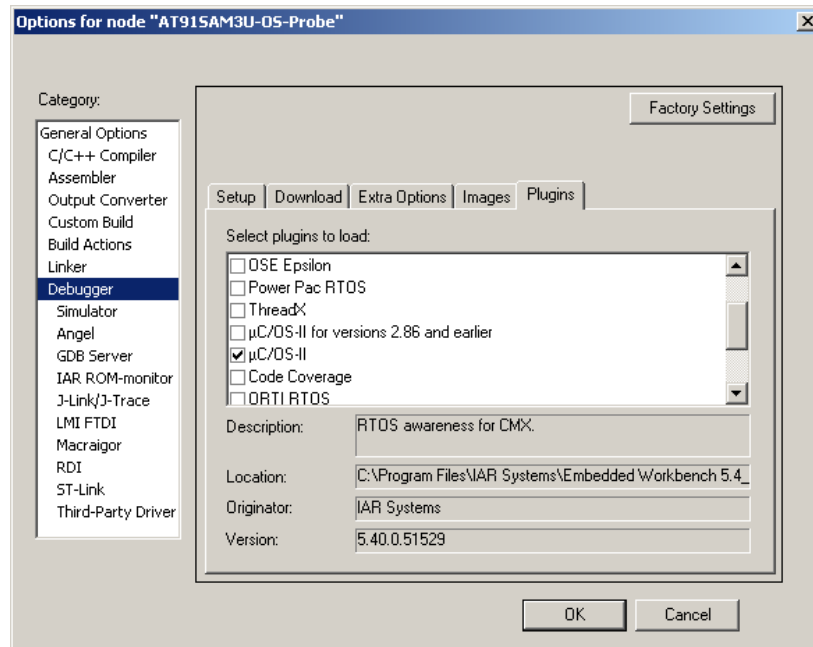 Options for node "AT91SAM3U-OS-Probe"
Category:
General Options
C/C++ Compiler
Assembler
Output Converter
Custom Build
Build Actions
Linker
Debugger
Simulator
Angel
GDB Server
IAR ROM-monitor
J-Link/J-Trace
LMI FTDI
Macraigor
RDI
ST-Link
Third-Party Driver
Factory Settings
Setup Download Extra Options Images Plugins
Select plugins to load:
OSE Epsilon
Power Pac RTOS
ThreadX
µC/OS-II for versions 2.86 and earlier
µC/OS-II
Code Coverage
ORTI RTOS
Description: RTOS awareness for CMX.
Location: C:\Program Files\IAR Systems\Embedded Workbench 5.4_
Originator: IAR Systems
Version: 5.40.0.51529
OK Cancel